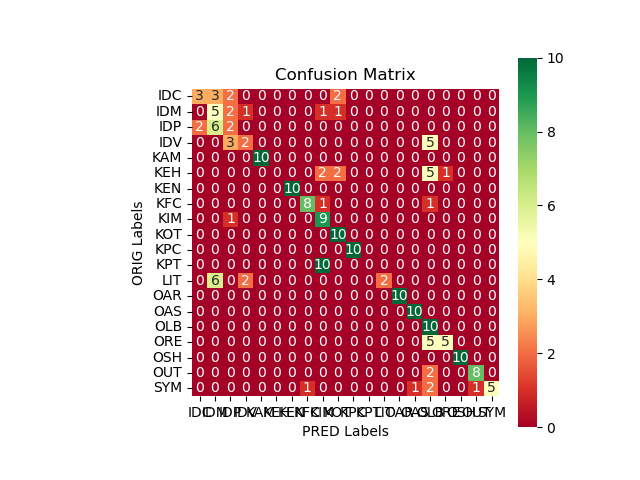 Confusion Matrix
IDC 3 3 2 0 0 0 0 0 0 2 0 0 0 0 0 0 0 0 0 0
IDM 0 5 2 1 0 0 0 0 1 1 0 0 0 0 0 0 0 0 0 0
IDP 2 6 2 0 0 0 0 0 0 0 0 0 0 0 0 0 0 0 0 0
IDV 0 0 3 2 0 0 0 0 0 0 0 0 0 0 0 5 0 0 0 0
KAM 0 0 0 0 10 0 0 0 0 0 0 0 0 0 0 0 0 0 0 0
KEH 0 0 0 0 0 0 0 0 2 2 0 0 0 0 0 5 1 0 0 0
KEN 0 0 0 0 0 0 10 0 0 0 0 0 0 0 0 0 0 0 0 0
KFC 0 0 0 0 0 0 0 8 1 0 0 0 0 0 0 1 0 0 0 0
KIM 0 0 1 0 0 0 0 0 9 0 0 0 0 0 0 0 0 0 0 0
KOT 0 0 0 0 0 0 0 0 0 10 0 0 0 0 0 0 0 0 0 0
KPC 0 0 0 0 0 0 0 0 0 0 10 0 0 0 0 0 0 0 0 0
KPT 0 0 0 0 0 0 0 0 10 0 0 0 0 0 0 0 0 0 0 0
LIT 0 6 0 2 0 0 0 0 0 0 0 0 2 0 0 0 0 0 0 0
OAR 0 0 0 0 0 0 0 0 0 0 0 0 0 10 0 0 0 0 0 0
OAS 0 0 0 0 0 0 0 0 0 0 0 0 0 0 10 0 0 0 0 0
OLB 0 0 0 0 0 0 0 0 0 0 0 0 0 0 0 10 0 0 0 0
ORE 0 0 0 0 0 0 0 0 0 0 0 0 0 0 0 5 5 0 0 0
OSH 0 0 0 0 0 0 0 0 0 0 0 0 0 0 0 0 0 10 0 0
OUT 0 0 0 0 0 0 0 0 0 0 0 0 0 0 0 2 0 0 8 0
SYM 0 0 0 0 0 0 0 1 0 0 0 0 0 0 1 2 0 0 1 5
IDC IDM IDP IDV KAM KEH KEN KFC KIM KOT KPC KPT LIT OAR OAS OLB ORE OSH OUT SYM
PRED Labels
ORIG Labels
10
8
6
4
2
0